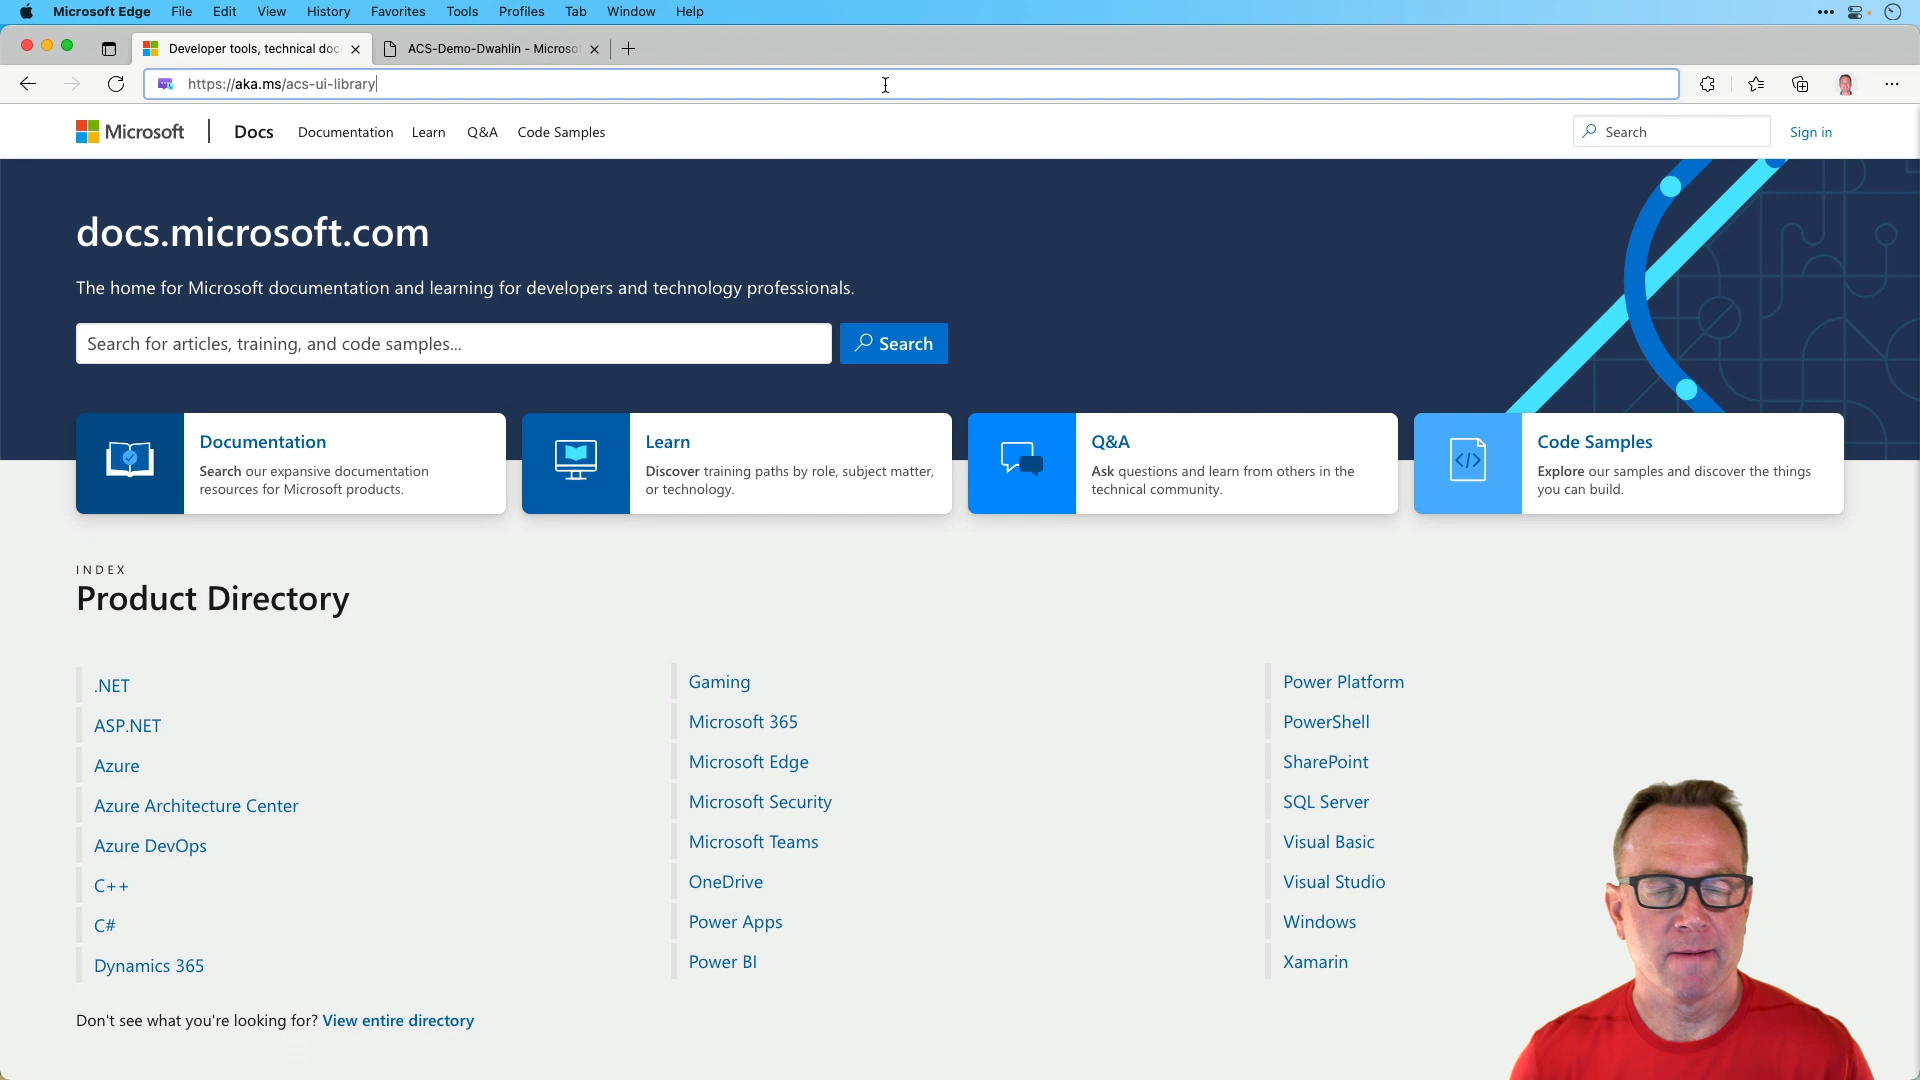 Microsoft Edge File Edit View History Favorites Tools Profiles Tab Window Help
Developer tools, technical doc
ACS-Demo-Dwahlin - Microso
https://aka.ms/acs-ui-library
Microsoft Docs Documentation Learn Q&A Code Samples
Search
Sign in
docs.microsoft.com
The home for Microsoft documentation and learning for developers and technology professionals.
Search for articles, training, and code samples...
Search
Documentation
Search our expansive documentation
resources for Microsoft products.
Learn
Discover training paths by role, subject matter,
or technology.
Q&A
Ask questions and learn from others in the
technical community.
Code Samples
Explore our samples and discover the things
you can build.
INDEX
Product Directory
.NET
ASP.NET
Azure
Azure Architecture Center
Azure DevOps
C++
C#
Dynamics 365
Gaming
Microsoft 365
Microsoft Edge
Microsoft Security
Microsoft Teams
OneDrive
Power Apps
Power BI
Power Platform
PowerShell
SharePoint
SQL Server
Visual Basic
Visual Studio
Windows
Xamarin
Don't see what you're looking for? View entire directory